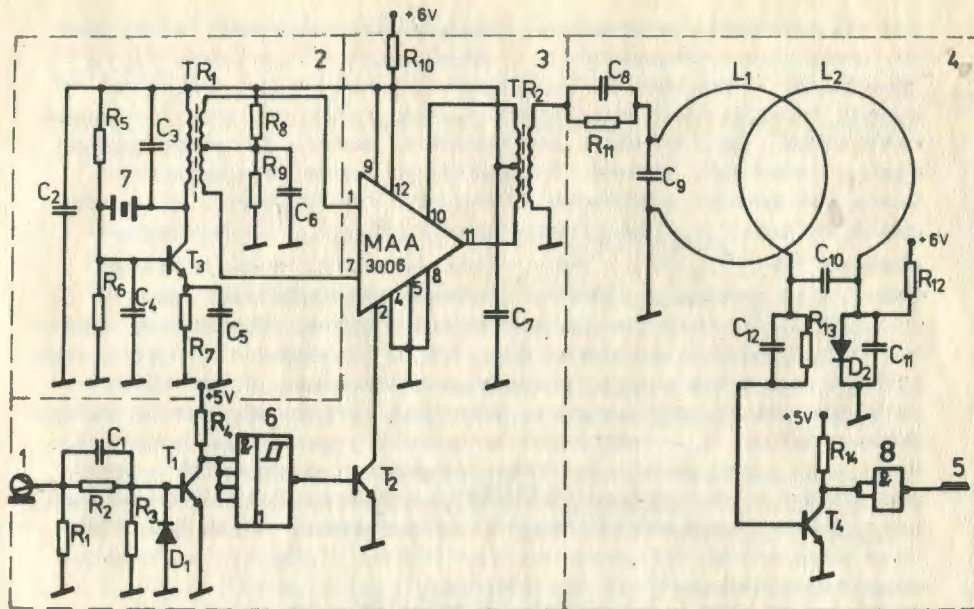 +6V
R10
2
3
4
TR1
TR2
C8
L1
L2
R5
C3
R8
R11
C2
7
R9
C6
1
9
12
10
C9
MAA
3006
11
7
8
5
4
2
T3
C10
+6V
R12
R6
C4
R7
C5
C7
C12
R13
D2
C11
+5V
R4
6
&
1
C1
T1
T2
R2
R3
R1
D1
+5V
R14
8
&
5
T4